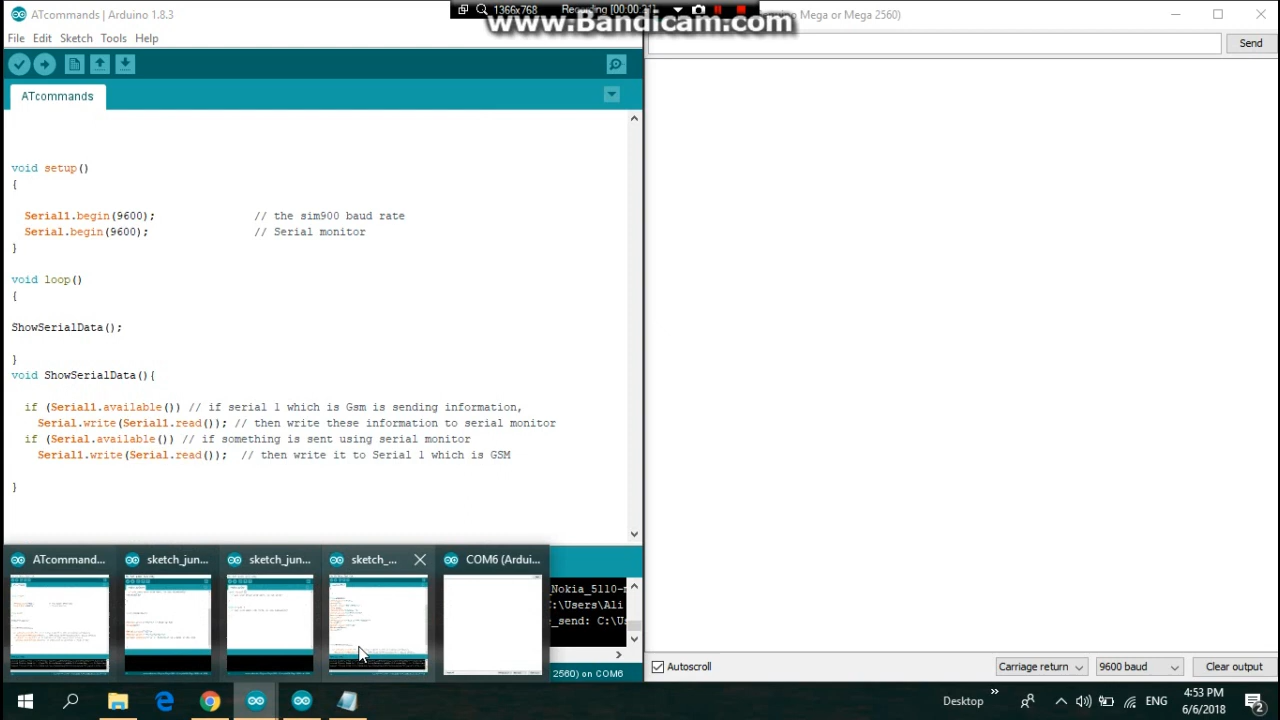 ATcommands | Arduino 1.8.3
1366x768
Recording [00:00:21]
www.Bandicam.com
Mega or Mega 2560)
File Edit Sketch Tools Help
Send
ATcommands
void setup()
{
Serial1.begin(9600); // the sim900 baud rate
Serial.begin(9600); // Serial monitor
}
void loop()
{
ShowSerialData();
}
void ShowSerialData(){
if (Serial1.available()) // if serial 1 which is Gsm is sending information,
Serial.write(Serial1.read()); // then write these information to serial monitor
if (Serial.available()) // if something is sent using serial monitor
Serial1.write(Serial.read()); // then write it to Serial 1 which is GSM
}
ATcommand...
sketch_jun...
sketch_jun...
sketch_...
COM6 (Ardui...
_Nokia_5110-m
C:\Users\Ali
e_send: C:\Us
2560) on COM6
Autoscroll
Carriage return
9600 baud
Clear output
Desktop
ENG
4:53 PM
6/6/2018
2